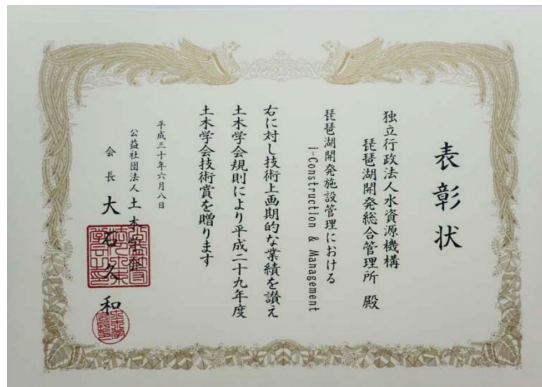 表彰状
独立行政法人水資源機構
琵琶湖開発総合管理所 殿
琵琶湖開発施設管理における
i-Construction & Management
右に対し技術上画期的な業績を讃え
土木学会規則により平成二十九年度
土木学会技術賞を贈ります
平成三十年六月八日
公益社団法人 土木学会
会長 大石久和